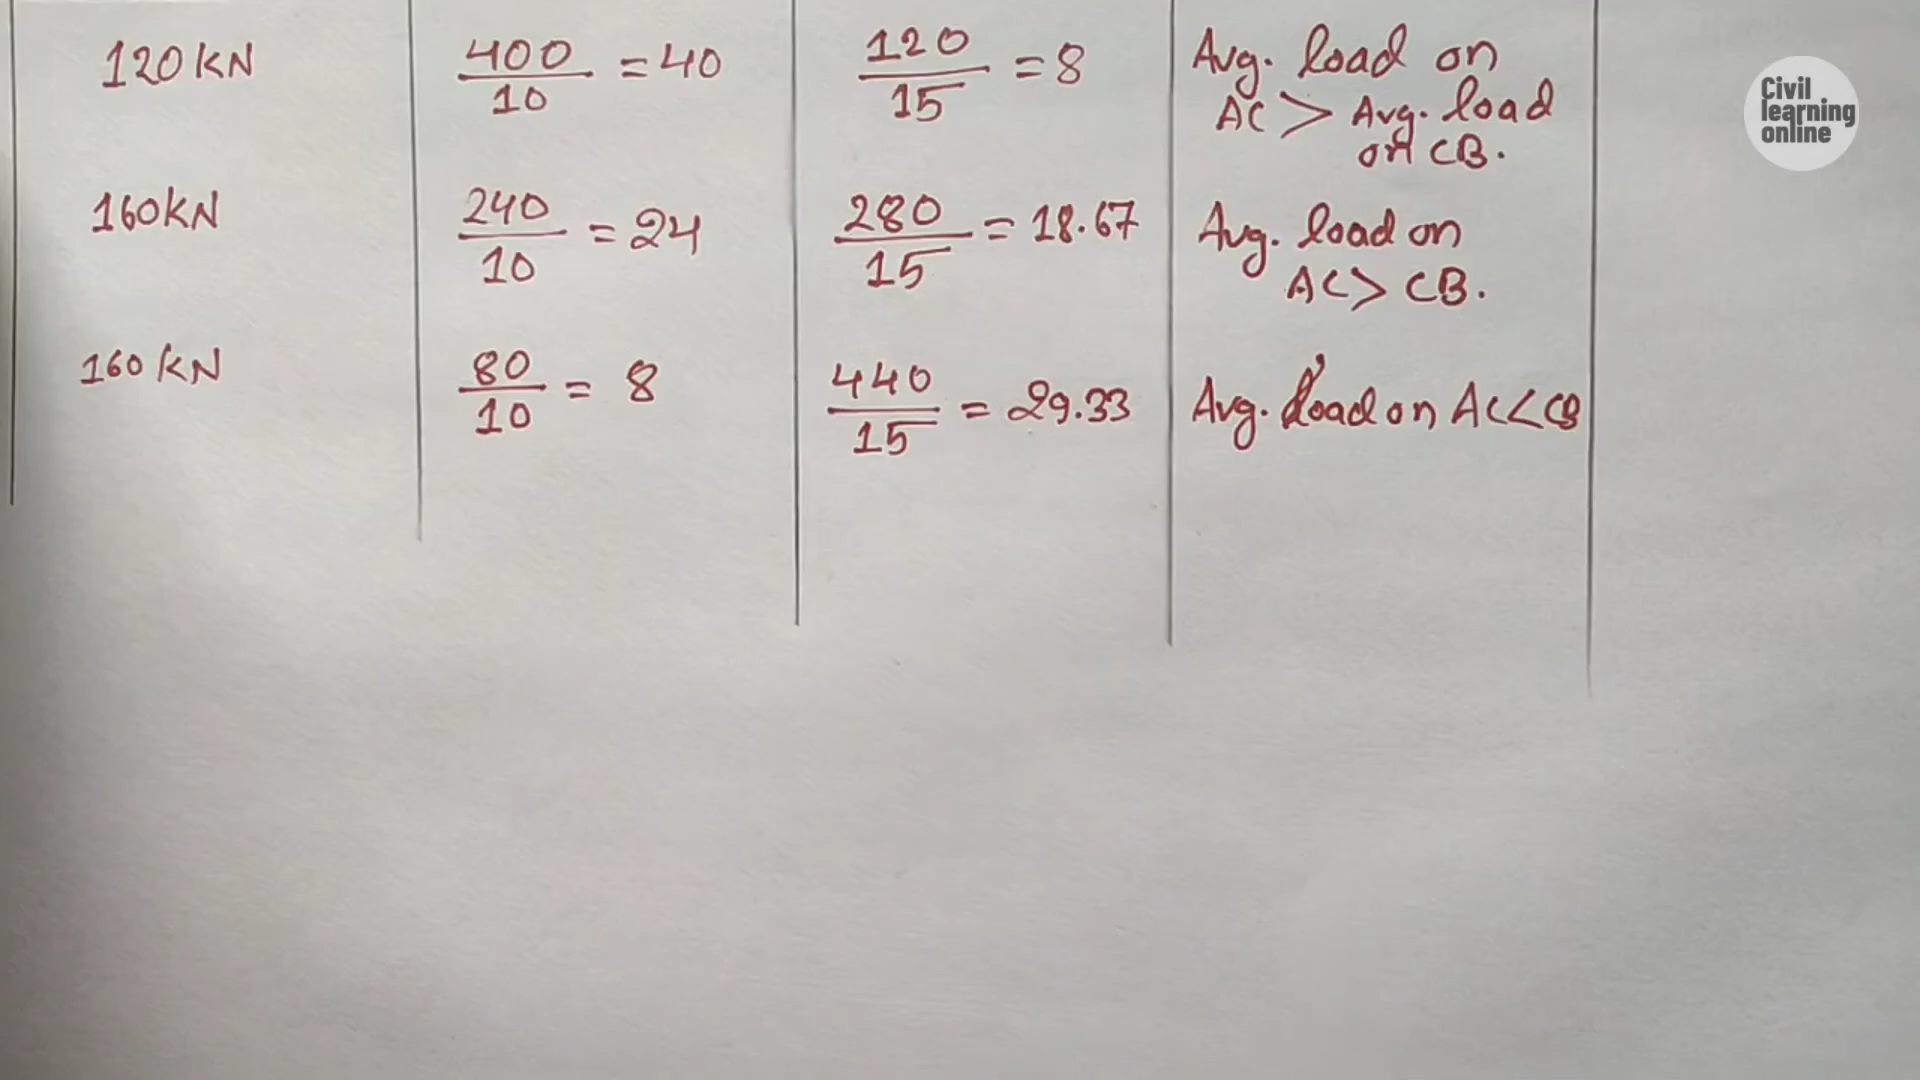 120 KN
400/10 = 40
120/15 = 8
Avg. load on
AC > Avg. load
on CB.
160 KN
240/10 = 24
280/15 = 18.67
Avg. load on
AC > CB.
160 KN
80/10 = 8
440/15 = 29.33
Avg. load on AC < CB
Civil
learning
online